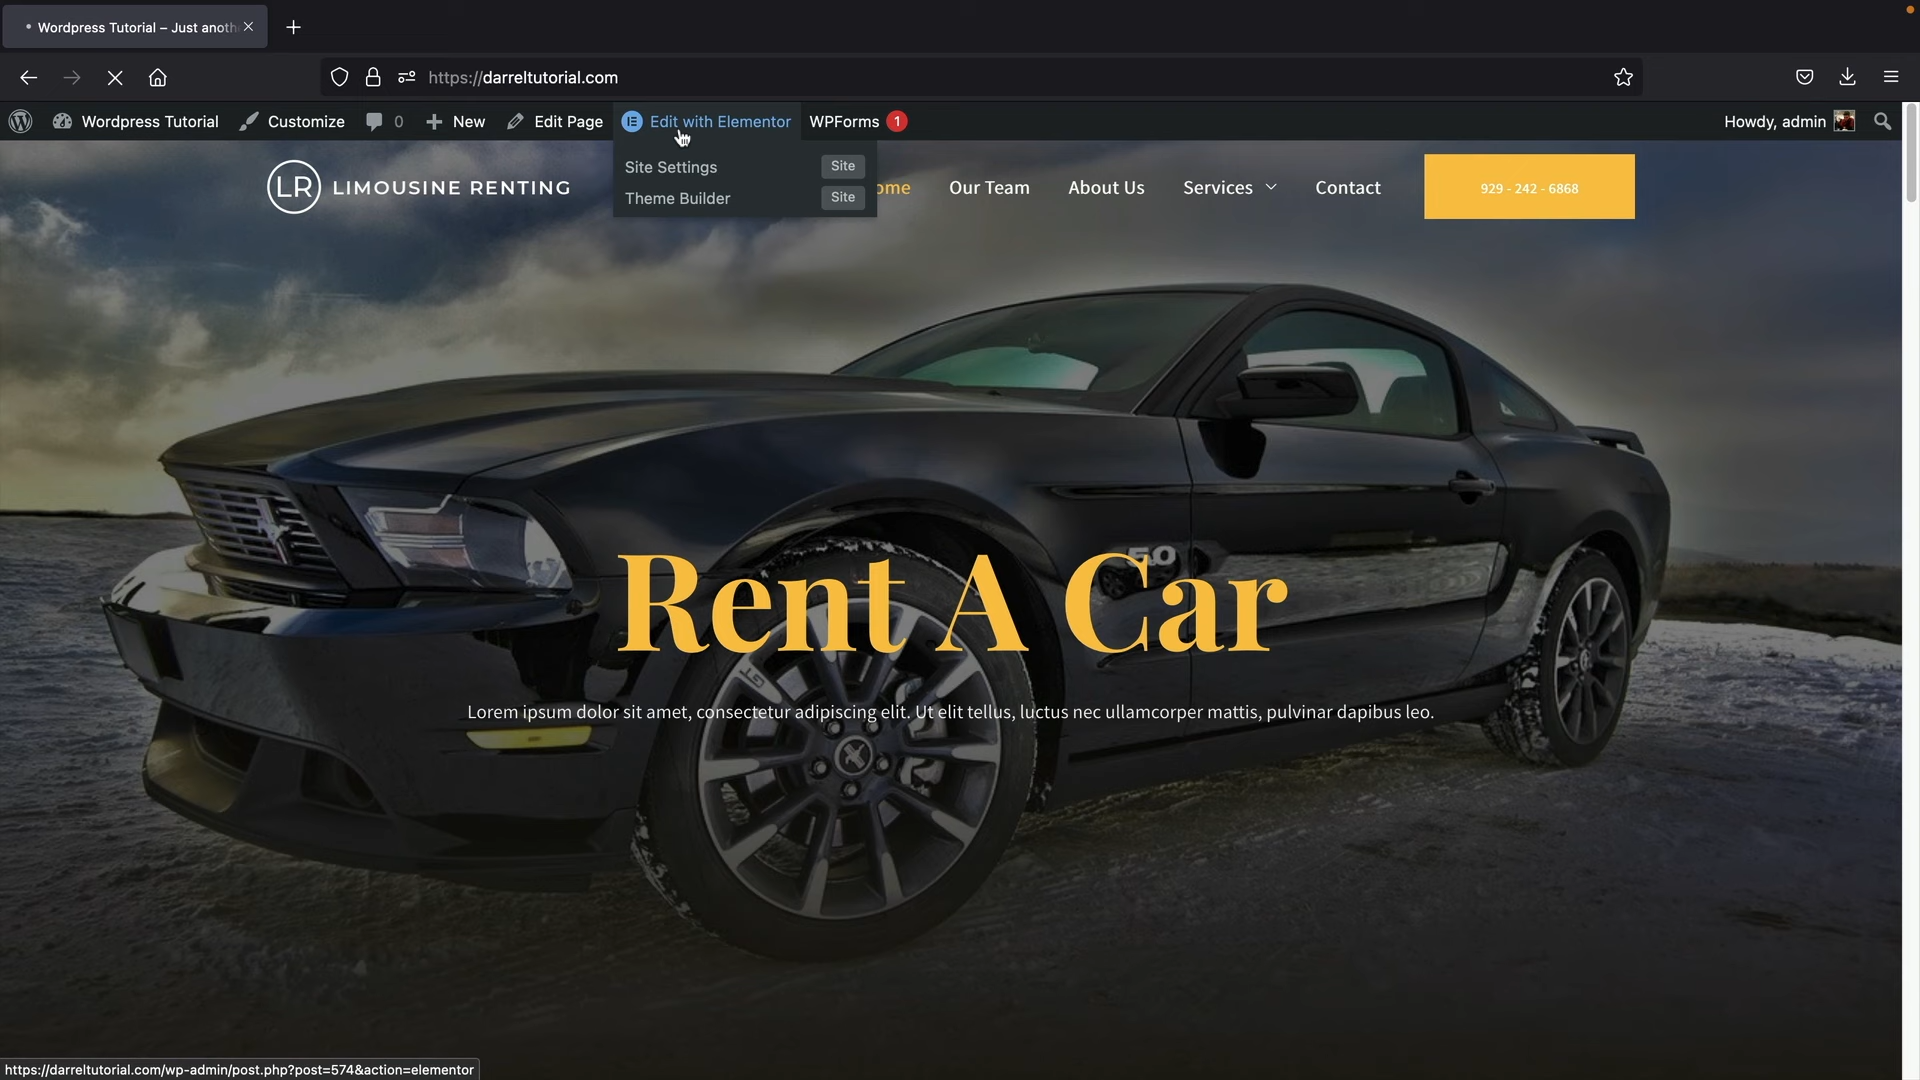 Wordpress Tutorial – Just anoth
https://darreltutorial.com
Wordpress Tutorial
Customize
0
New
Edit Page
Edit with Elementor
WPForms 1
Howdy, admin
Site Settings Site
Theme Builder Site
LR LIMOUSINE RENTING
ome
Our Team
About Us
Services
Contact
929 - 242 - 6868
5.0
Rent A Car
GT
Lorem ipsum dolor sit amet, consectetur adipiscing elit. Ut elit tellus, luctus nec ullamcorper mattis, pulvinar dapibus leo.
https://darreltutorial.com/wp-admin/post.php?post=574&action=elementor